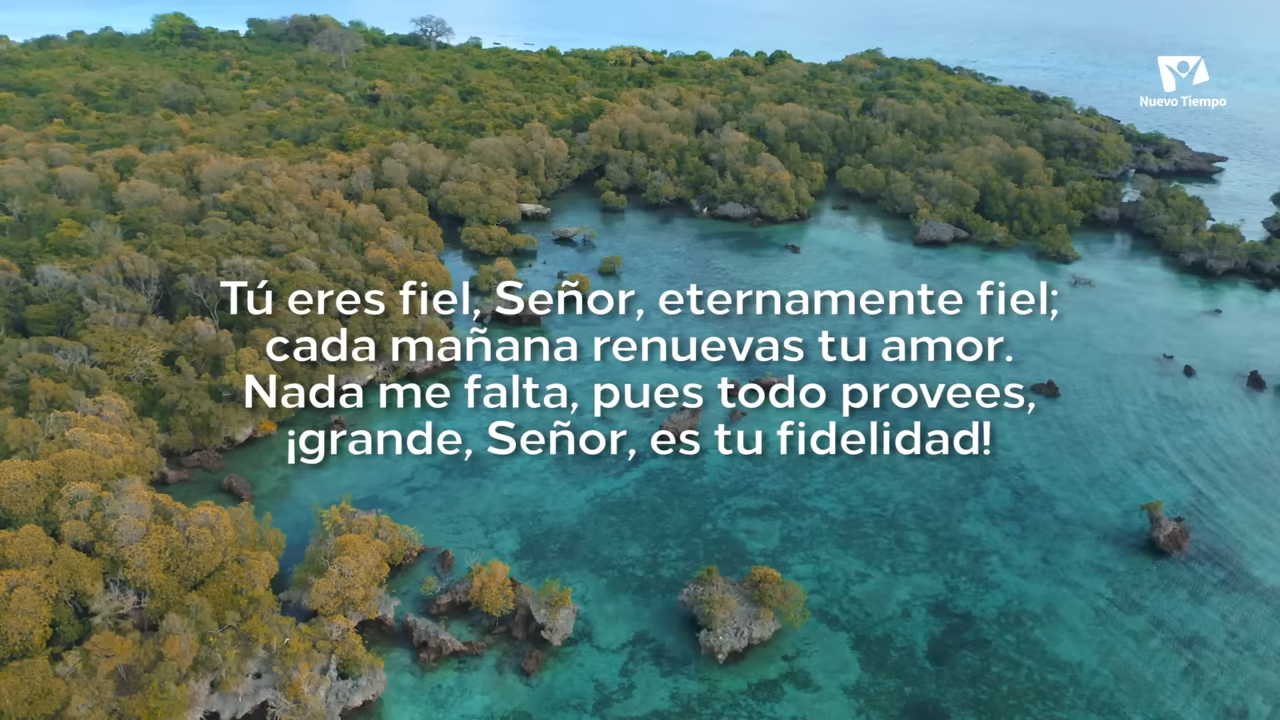 Nuevo Tiempo
Tú eres fiel, Señor, eternamente fiel;
cada mañana renuevas tu amor.
Nada me falta, pues todo provees,
¡grande, Señor, es tu fidelidad!